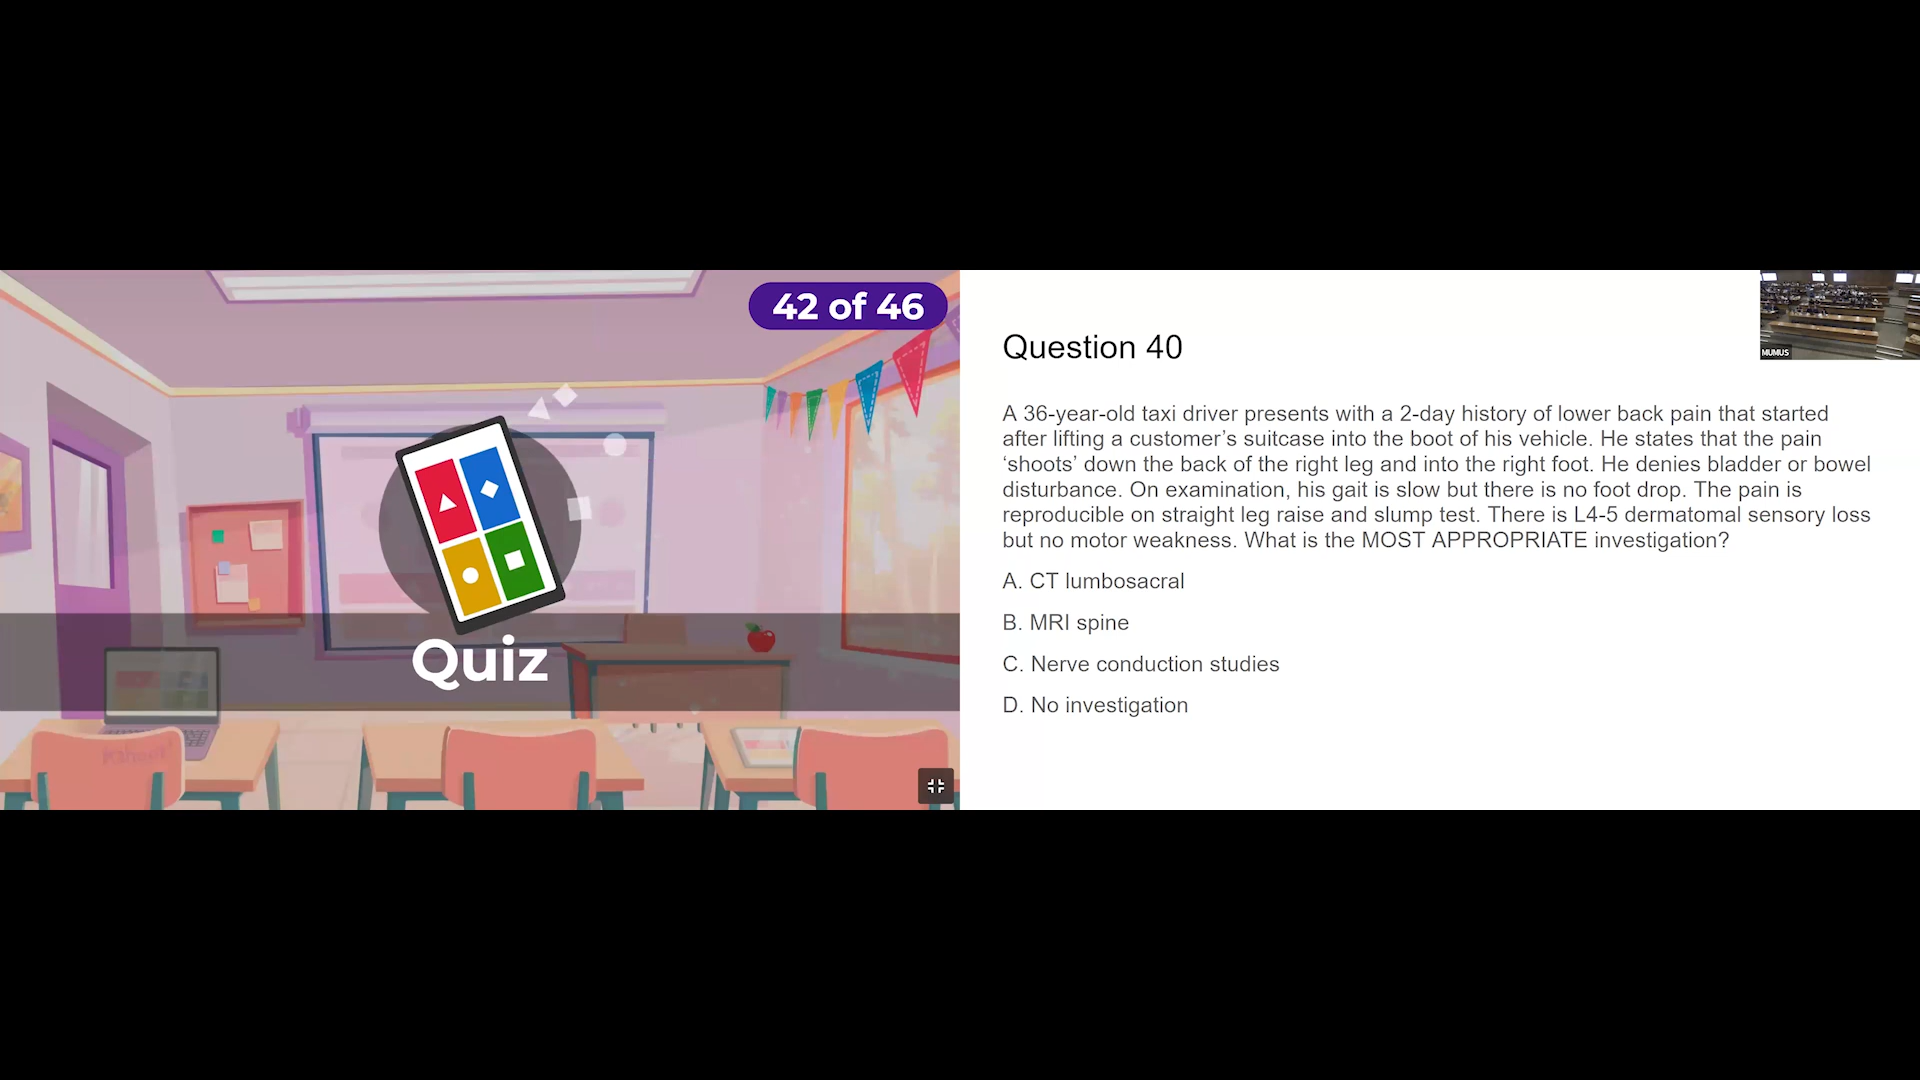 42 of 46
Quiz
MUMUS
Question 40
A 36-year-old taxi driver presents with a 2-day history of lower back pain that started
after lifting a customer’s suitcase into the boot of his vehicle. He states that the pain
‘shoots’ down the back of the right leg and into the right foot. He denies bladder or bowel
disturbance. On examination, his gait is slow but there is no foot drop. The pain is
reproducible on straight leg raise and slump test. There is L4-5 dermatomal sensory loss
but no motor weakness. What is the MOST APPROPRIATE investigation?
A. CT lumbosacral
B. MRI spine
C. Nerve conduction studies
D. No investigation